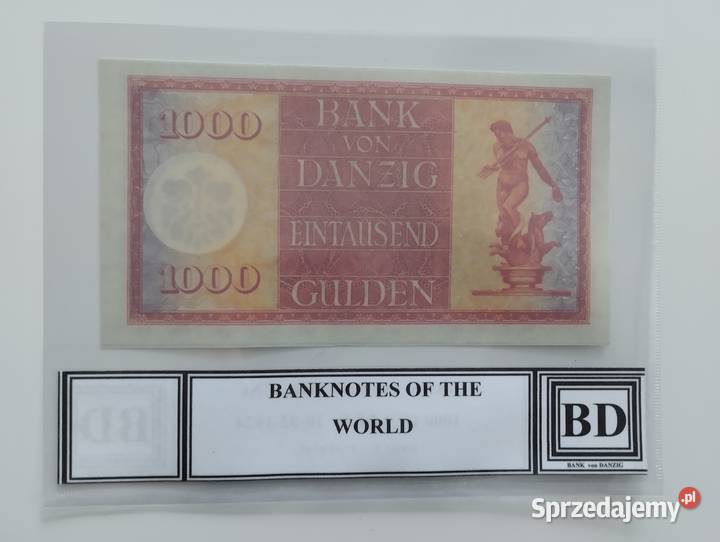 1000
BANK
VON
DANZIG
EINTAUSEND
1000
GULDEN
BANKNOTES OF THE
WORLD
BD
BANK von DANZIG
Sprzedajemy.pl